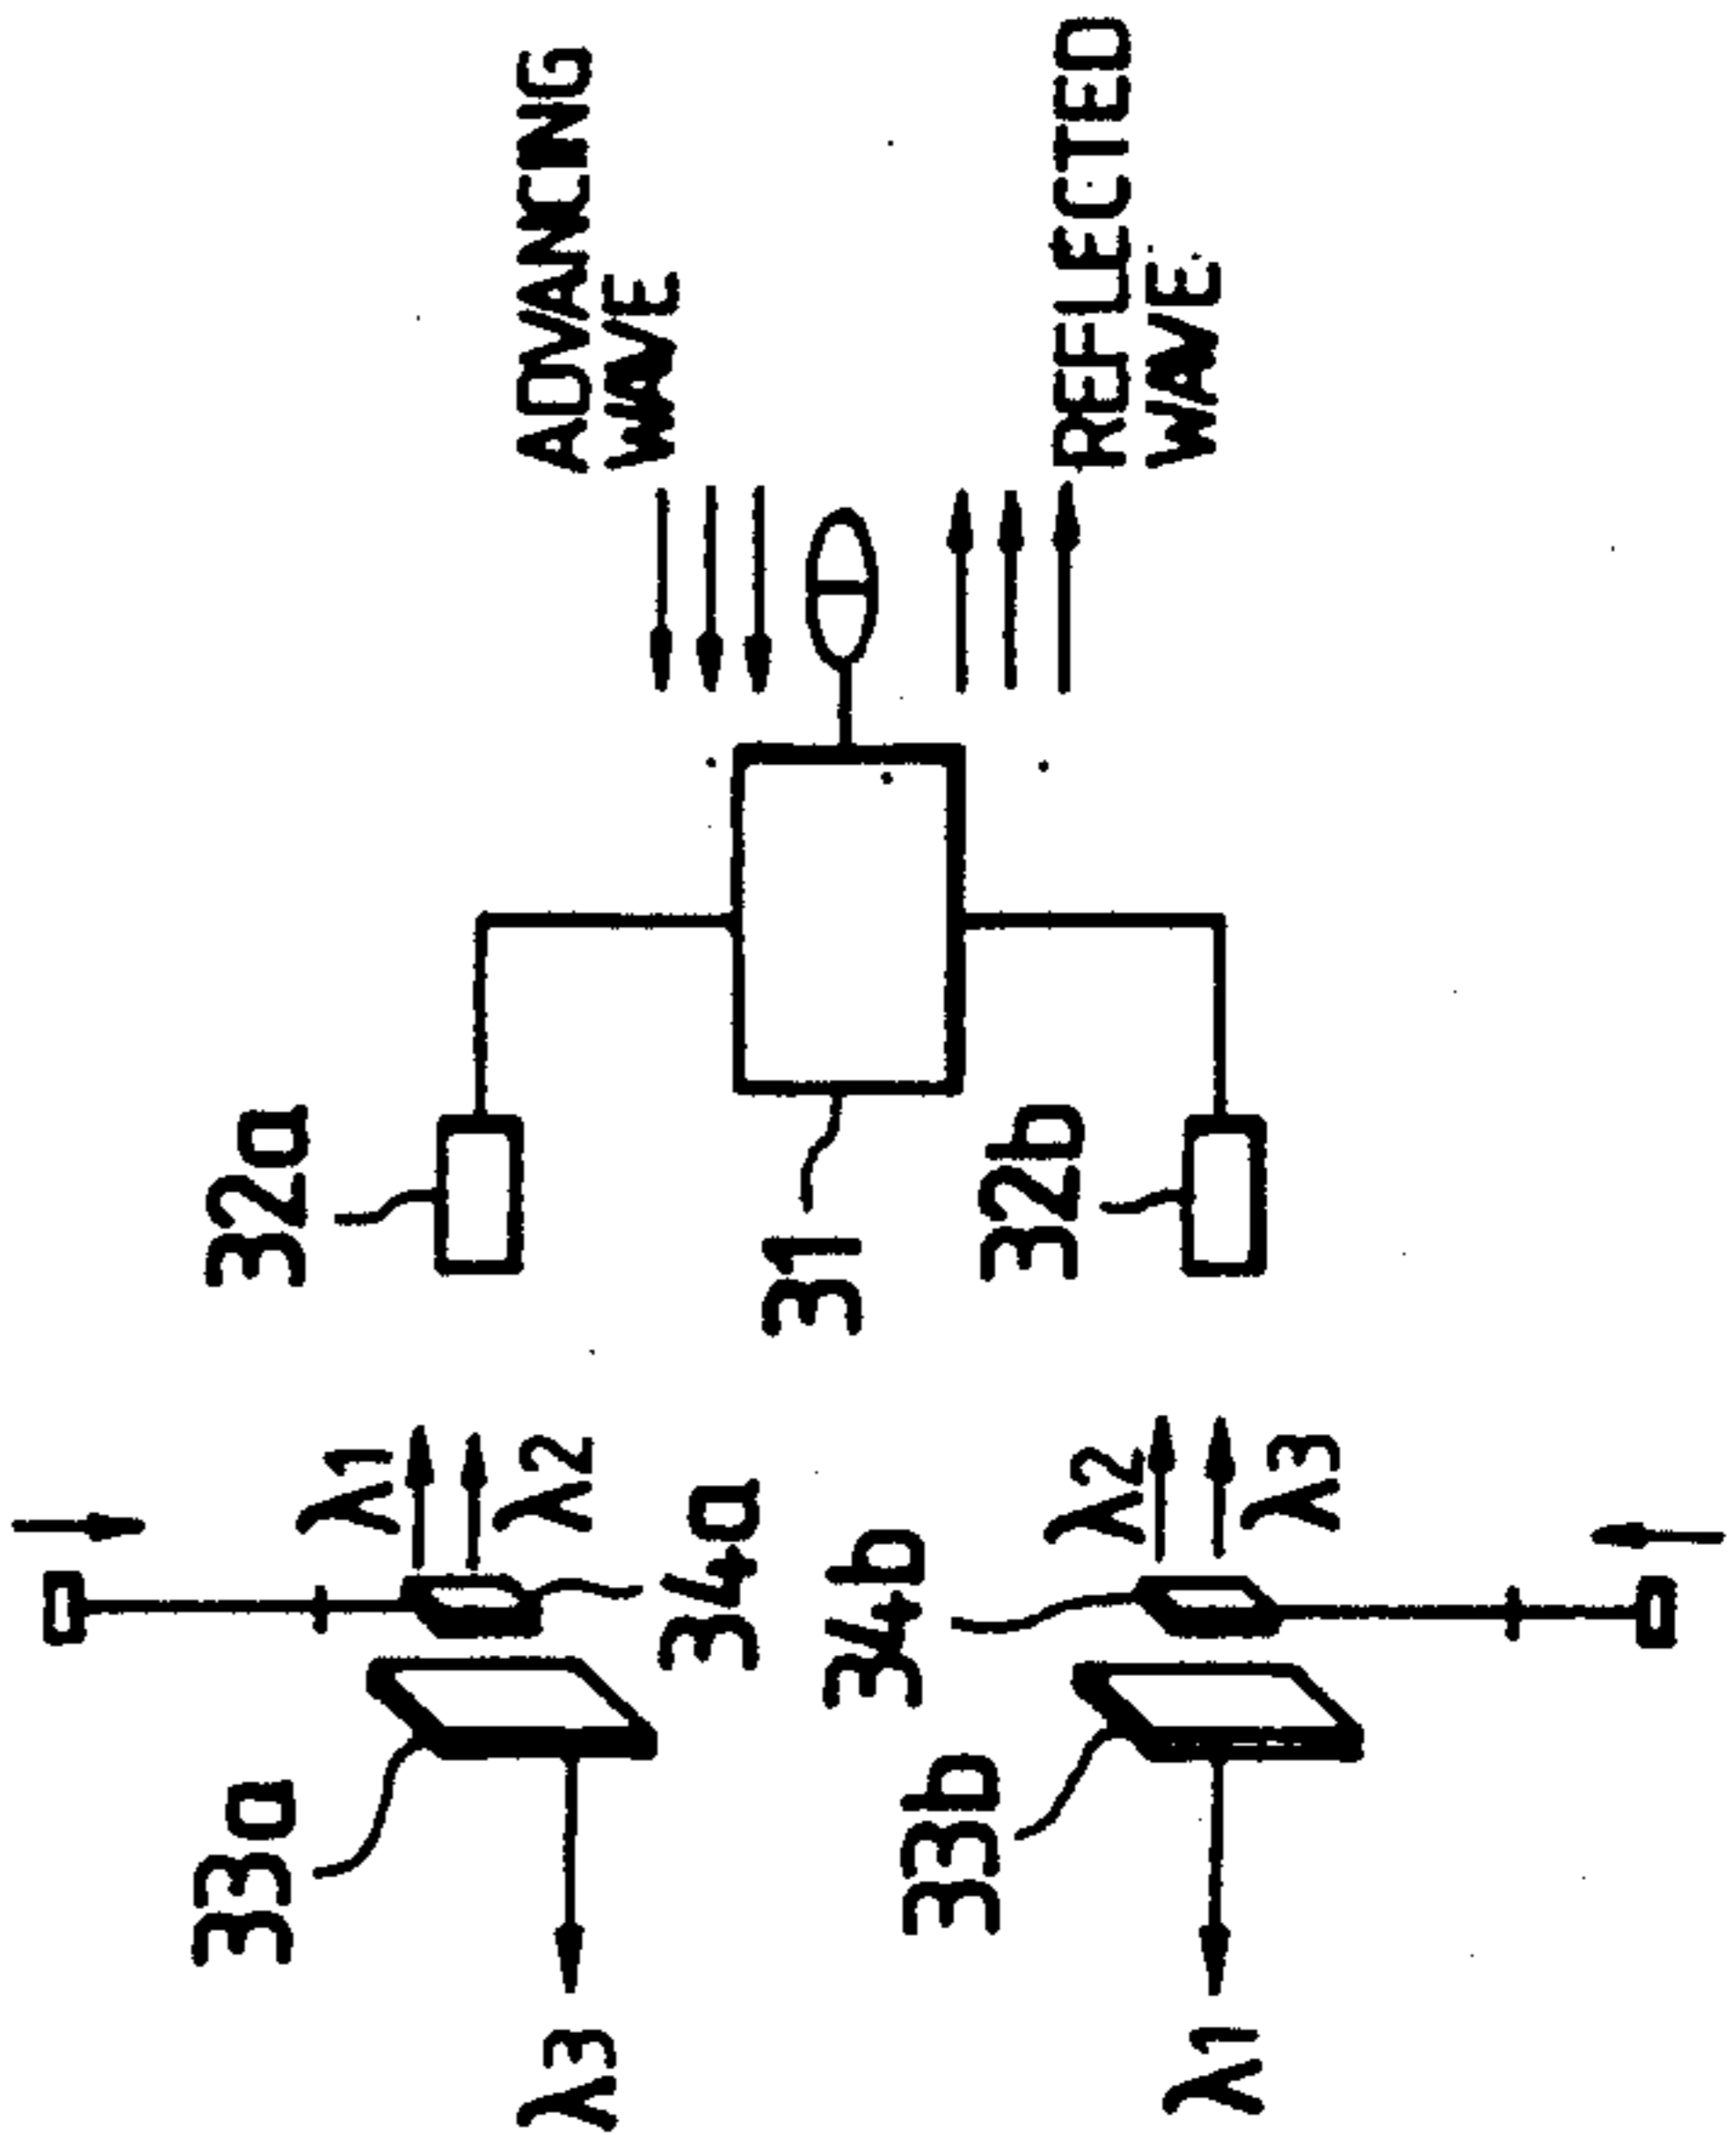 33a
32a
λ1
λ3
λ2
ADVANCING
WAVE
34a
31
34b
33b
32b
λ2
REFLECTED
WAVE
λ1
λ3